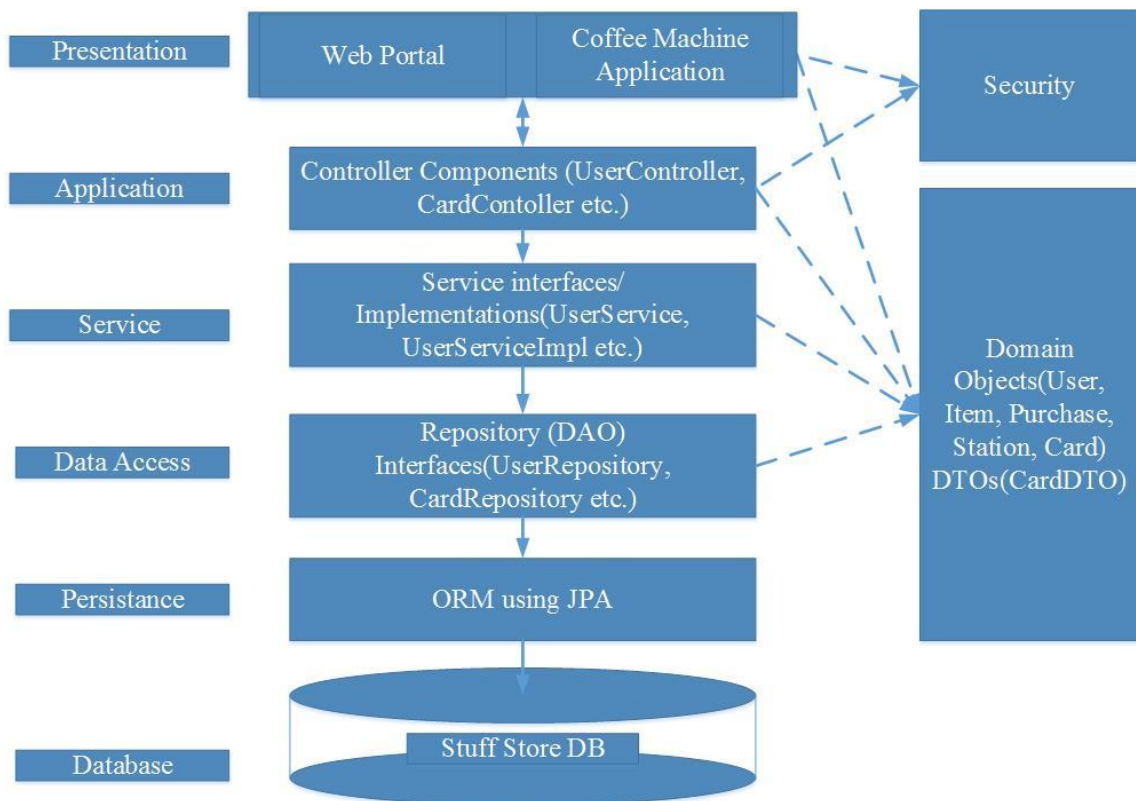 Presentation
Web Portal
Coffee Machine
Application
Security
Application
Controller Components (UserController,
CardContoller etc.)
Service
Service interfaces/
Implementations(UserService,
UserServiceImpl etc.)
Domain
Objects(User,
Item, Purchase,
Station, Card)
DTOs(CardDTO)
Data Access
Repository (DAO)
Interfaces(UserRepository,
CardRepository etc.)
Persistance
ORM using JPA
Database
Stuff Store DB